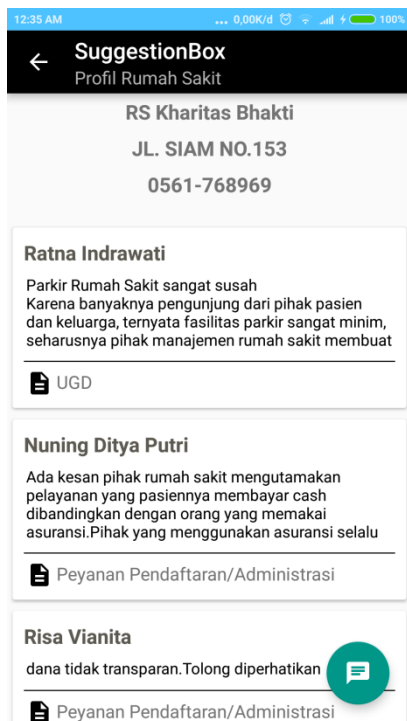 12:35 AM ... 0,00K/d 100%
SuggestionBox
Profil Rumah Sakit
RS Kharitas Bhakti
JL. SIAM NO.153
0561-768969
Ratna Indrawati
Parkir Rumah Sakit sangat susah
Karena banyaknya pengunjung dari pihak pasien
dan keluarga, ternyata fasilitas parkir sangat minim,
seharusnya pihak manajemen rumah sakit membuat
UGD
Nuning Ditya Putri
Ada kesan pihak rumah sakit mengutamakan
pelayanan yang pasiennya membayar cash
dibandingkan dengan orang yang memakai
asuransi.Pihak yang menggunakan asuransi selalu
Peyanan Pendaftaran/Administrasi
Risa Vianita
dana tidak transparan.Tolong diperhatikan
Peyanan Pendaftaran/Administrasi